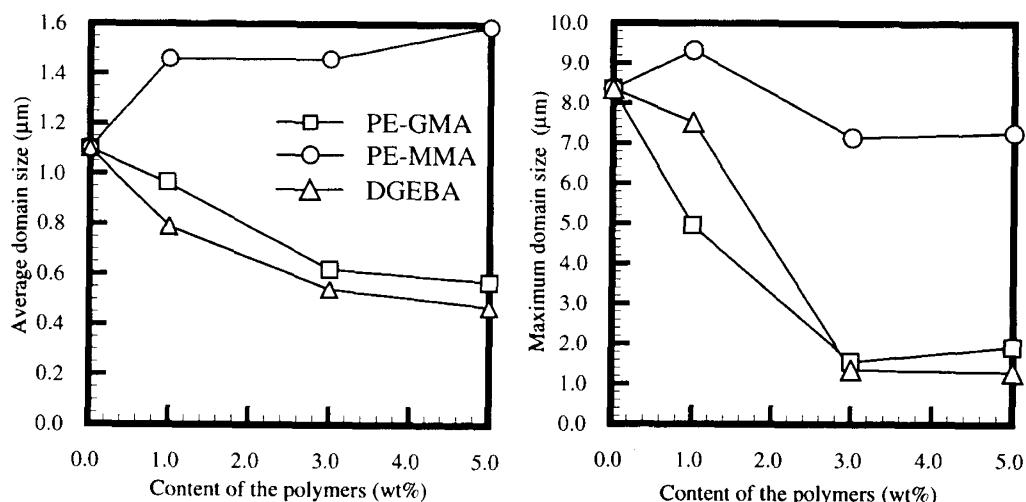 1.6
1.4
1.2
1.0
0.8
0.6
0.4
0.2
0.0
Average domain size (μm)
PE-GMA
PE-MMA
DGEBA
0.0 1.0 2.0 3.0 4.0 5.0
Content of the polymers (wt%)
10.0
9.0
8.0
7.0
6.0
5.0
4.0
3.0
2.0
1.0
0.0
Maximum domain size (μm)
0.0 1.0 2.0 3.0 4.0 5.0
Content of the polymers (wt%)